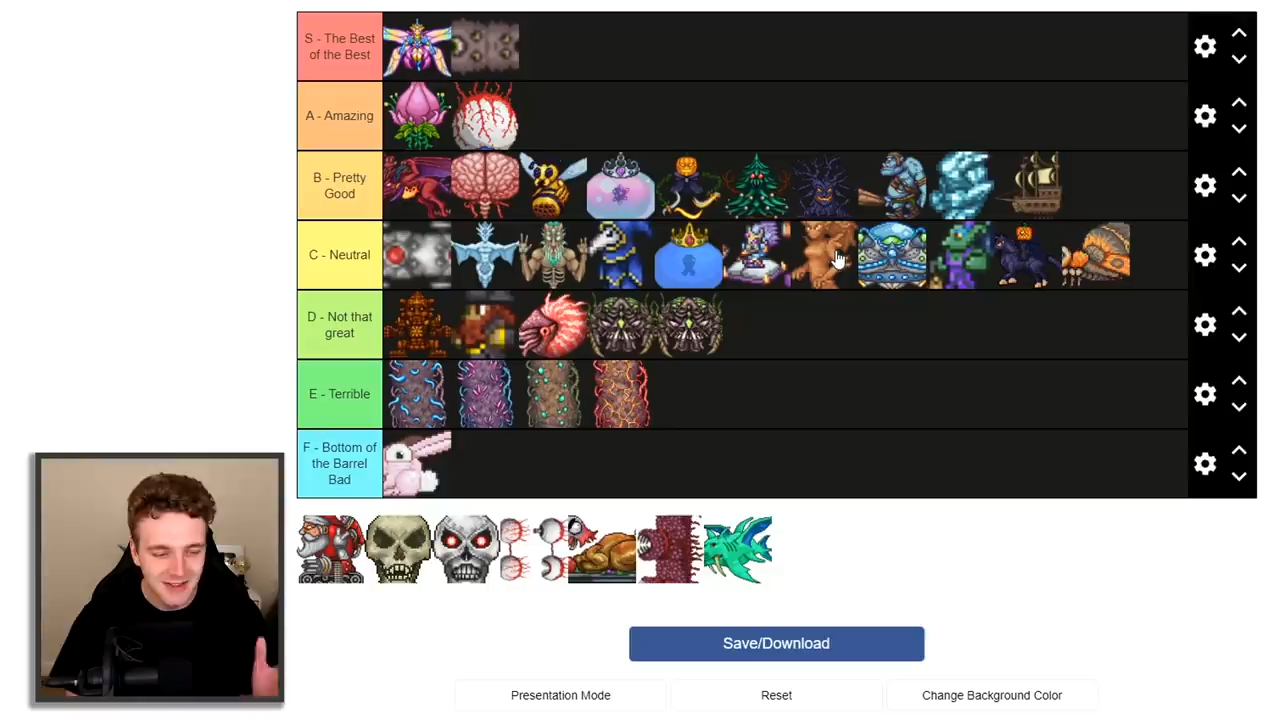 S - The Best
of the Best
A - Amazing
B - Pretty
Good
C - Neutral
D - Not that
great
E - Terrible
F - Bottom of
the Barrel
Bad
Save/Download
Presentation Mode
Reset
Change Background Color